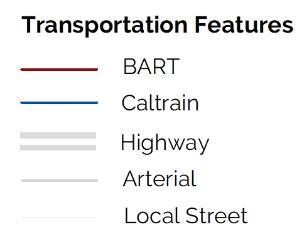 Transportation Features
BART
Caltrain
Highway
Arterial
Local Street